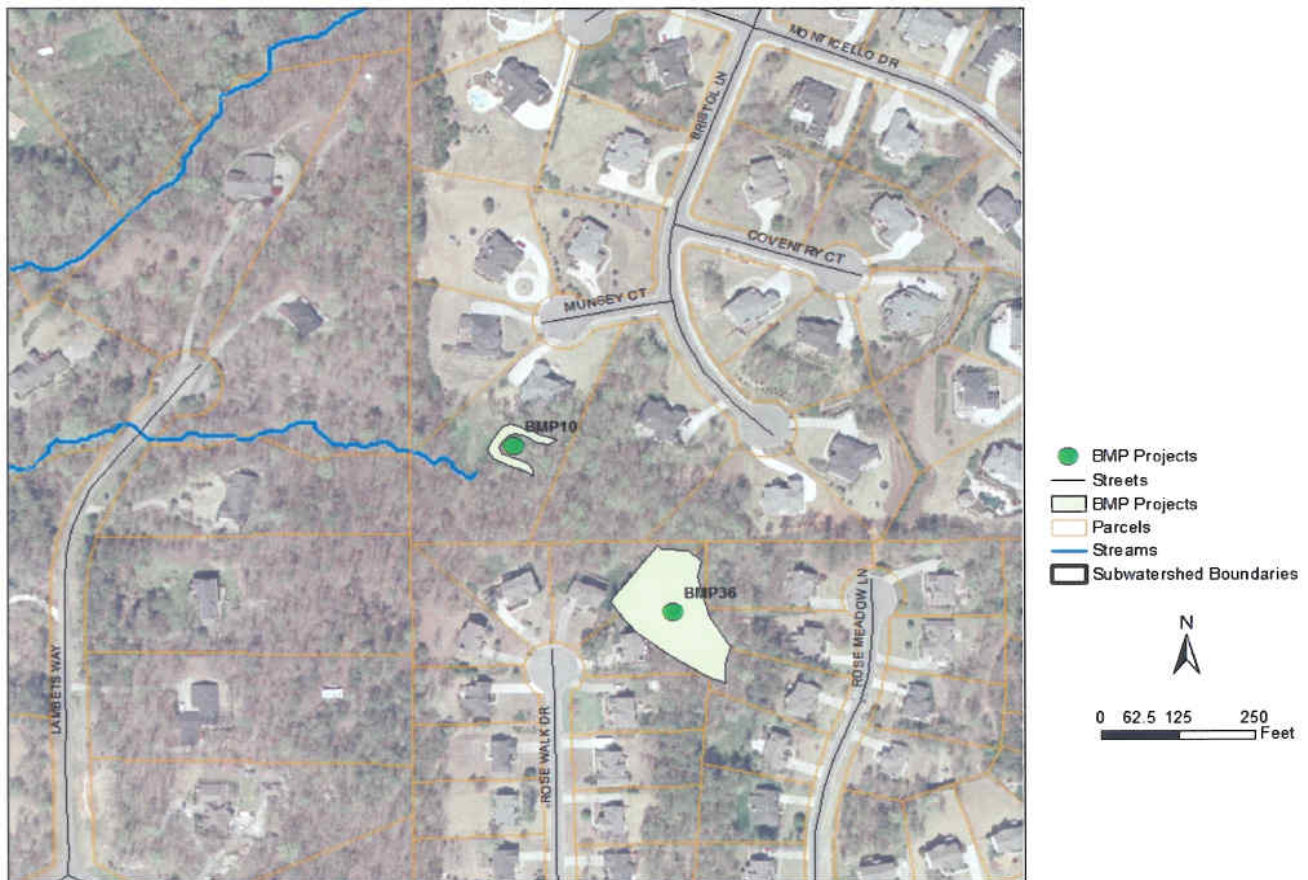 MONTICELLO DR
BRISTOL LN
COVENTRY CT
MUNSEY CT
BMP10
BMP36
ROSE MEADOW LN
ROSE WALK DR
LAMBETS WAY
BMP Projects
Streets
BMP Projects
Parcels
Streams
Subwatershed Boundaries
N
0 62.5 125 250
Feet